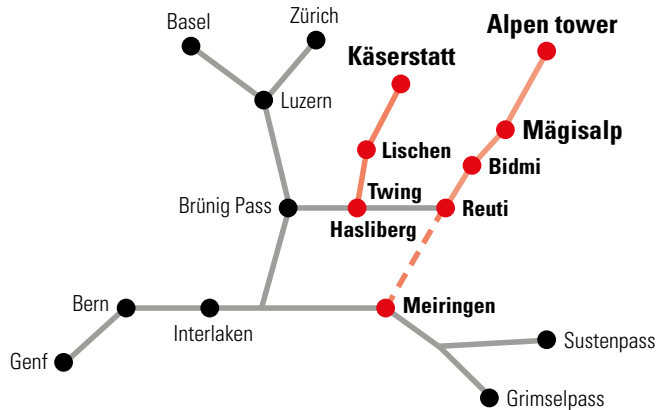 Basel
Zürich
Alpen tower
Käserstatt
Luzern
Mägisalp
Lischen
Bidmi
Twing
Brünig Pass
Hasliberg
Reuti
Bern
Meiringen
Interlaken
Sustenpass
Genf
Grimselpass